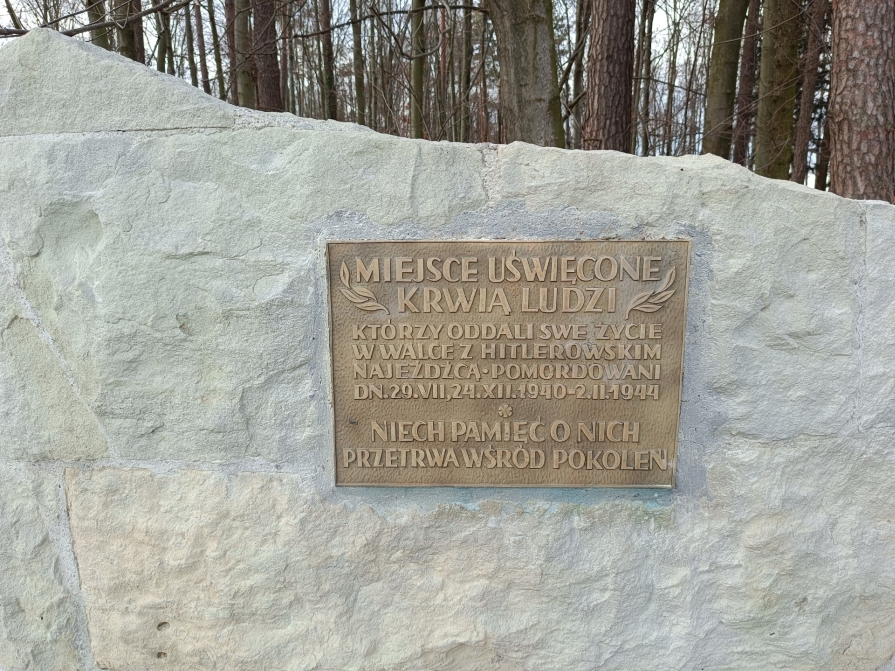 MIEJSCE UŚWIĘCONE
KRWIĄ LUDZI
KTÓRZY ODDALI SWE ŻYCIE
W WALCE Z HITLEROWSKIM
NAJEŹDŹCĄ·POMORDOWANI
DN.29.VII,24.XII.1940-2.II.1944
NIECH PAMIĘĆ O NICH
PRZETRWA WŚRÓD POKOLEŃ